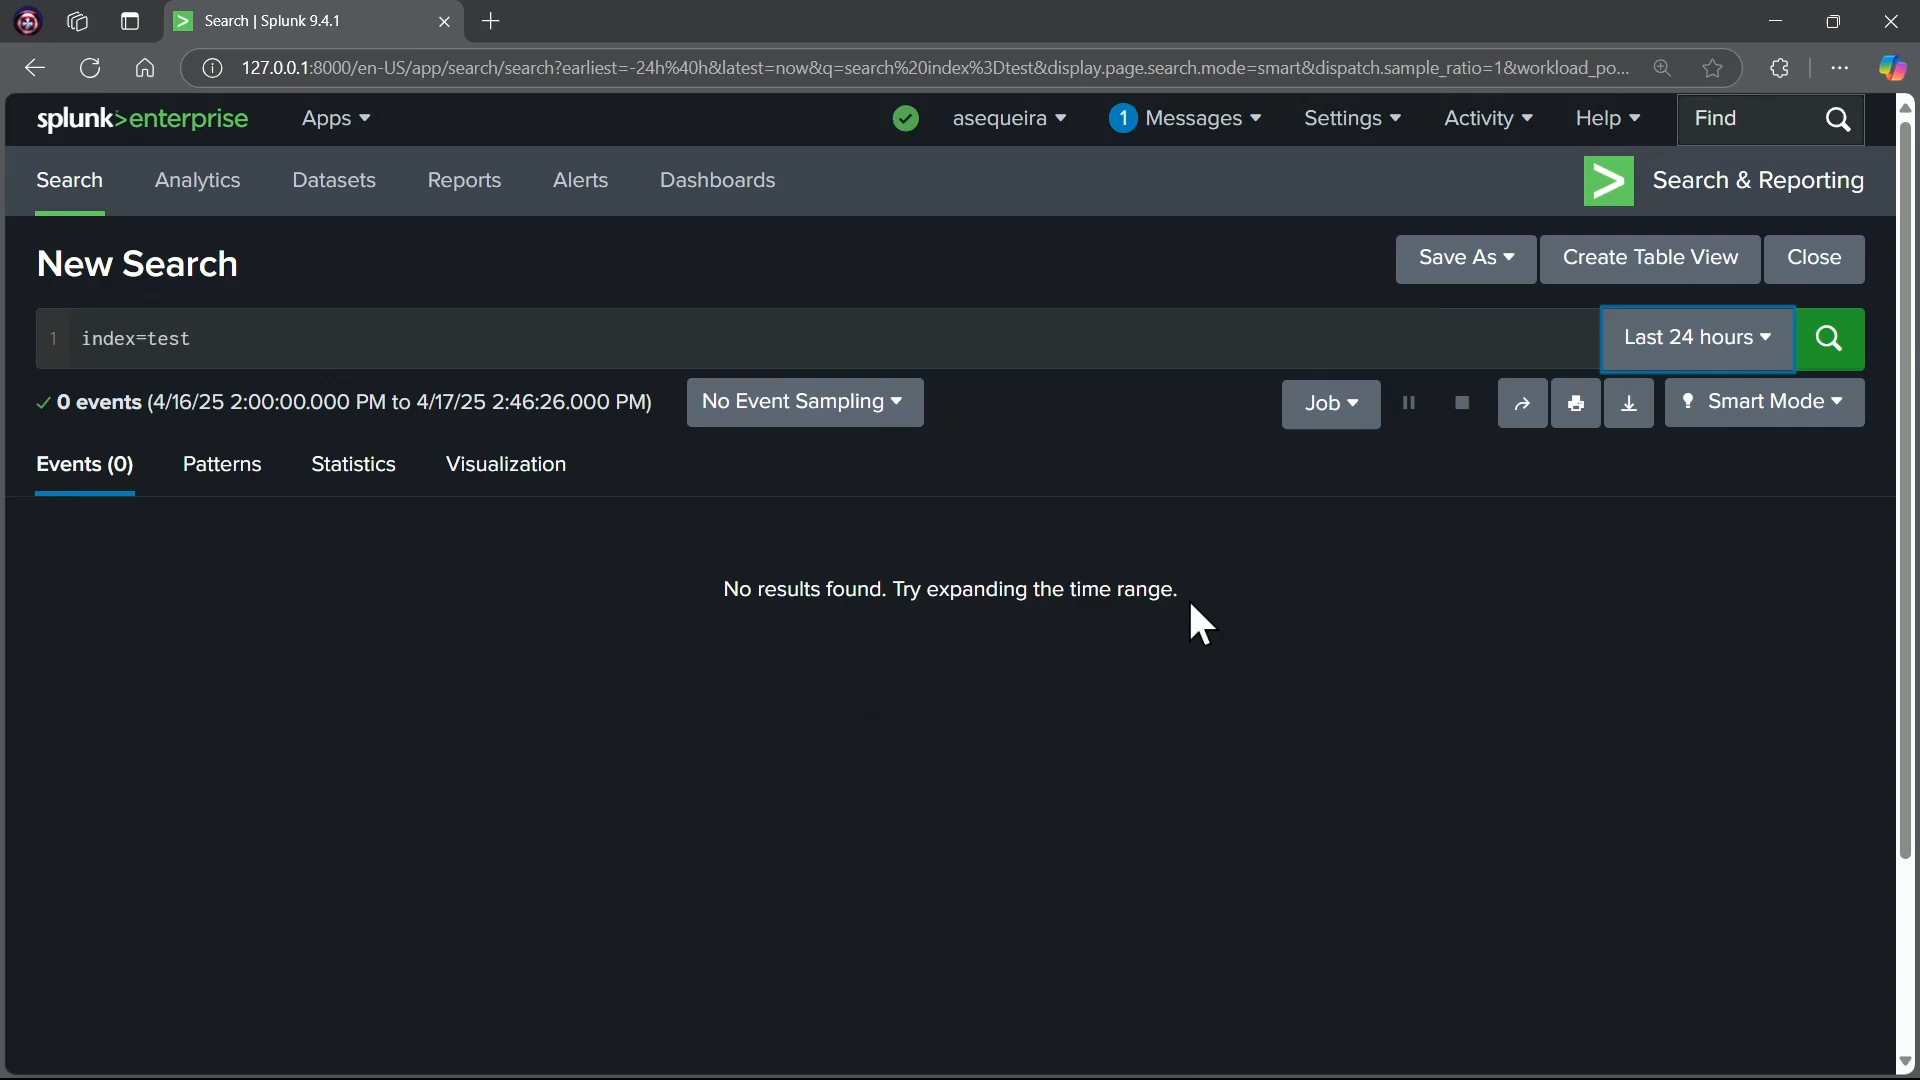 Search | Splunk 9.4.1
127.0.0.1:8000/en-US/app/search/search?earliest=-24h%40h&latest=now&q=search%20index%3Dtest&display.page.search.mode=smart&dispatch.sample_ratio=1&workload_po...
splunk>enterprise Apps asequeira 1 Messages Settings Activity Help Find
Search Analytics Datasets Reports Alerts Dashboards Search & Reporting
New Search Save As Create Table View Close
1 index=test Last 24 hours
0 events (4/16/25 2:00:00.000 PM to 4/17/25 2:46:26.000 PM) No Event Sampling Job Smart Mode
Events (0) Patterns Statistics Visualization
No results found. Try expanding the time range.